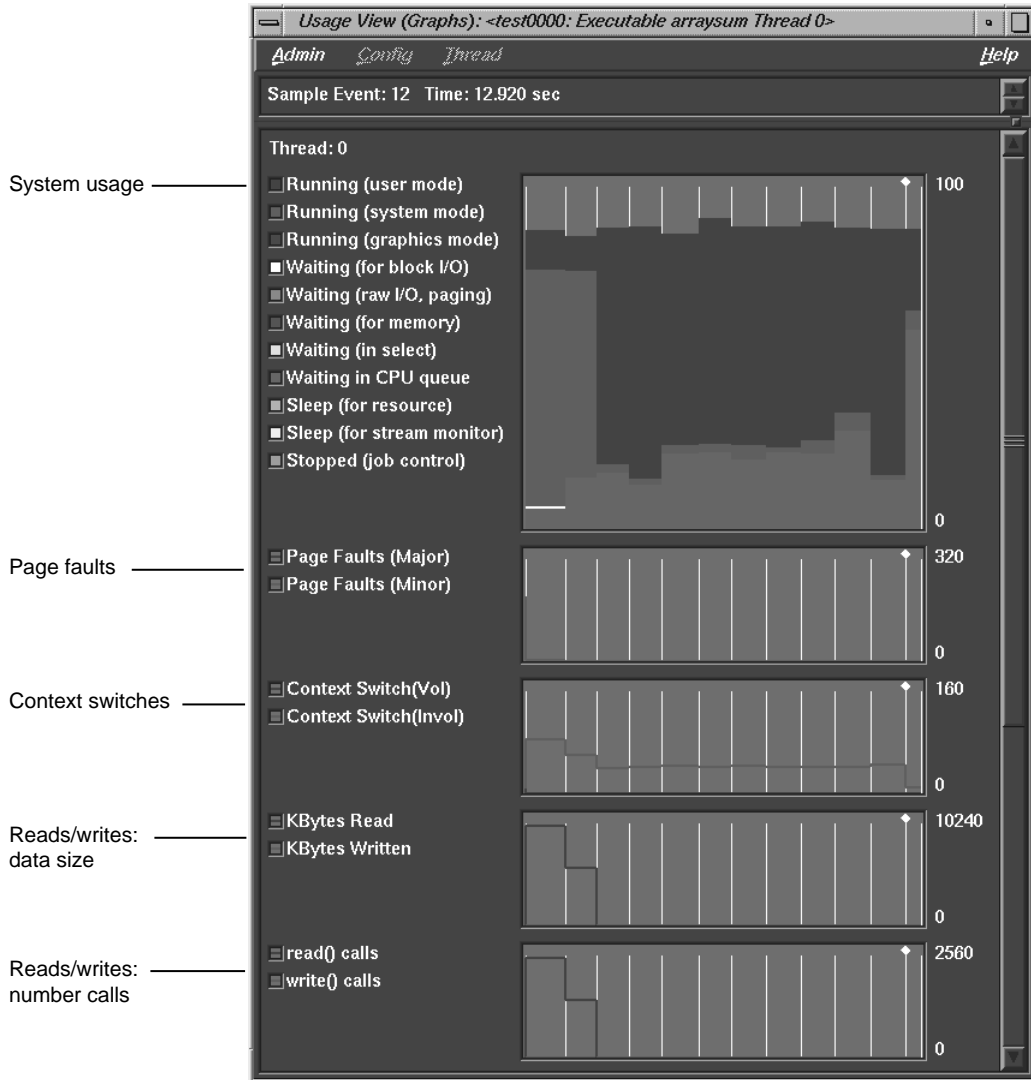 Usage View (Graphs): <test0000: Executable arraysum Thread 0>
Admin Config Thread Help
Sample Event: 12 Time: 12.920 sec
Thread: 0
System usage
Running (user mode)
Running (system mode)
Running (graphics mode)
Waiting (for block I/O)
Waiting (raw I/O, paging)
Waiting (for memory)
Waiting (in select)
Waiting in CPU queue
Sleep (for resource)
Sleep (for stream monitor)
Stopped (job control)
100
0
Page faults
Page Faults (Major)
Page Faults (Minor)
320
0
Context switches
Context Switch(Vol)
Context Switch(Invol)
160
0
Reads/writes:
data size
KBytes Read
KBytes Written
10240
0
Reads/writes:
number calls
read() calls
write() calls
2560
0